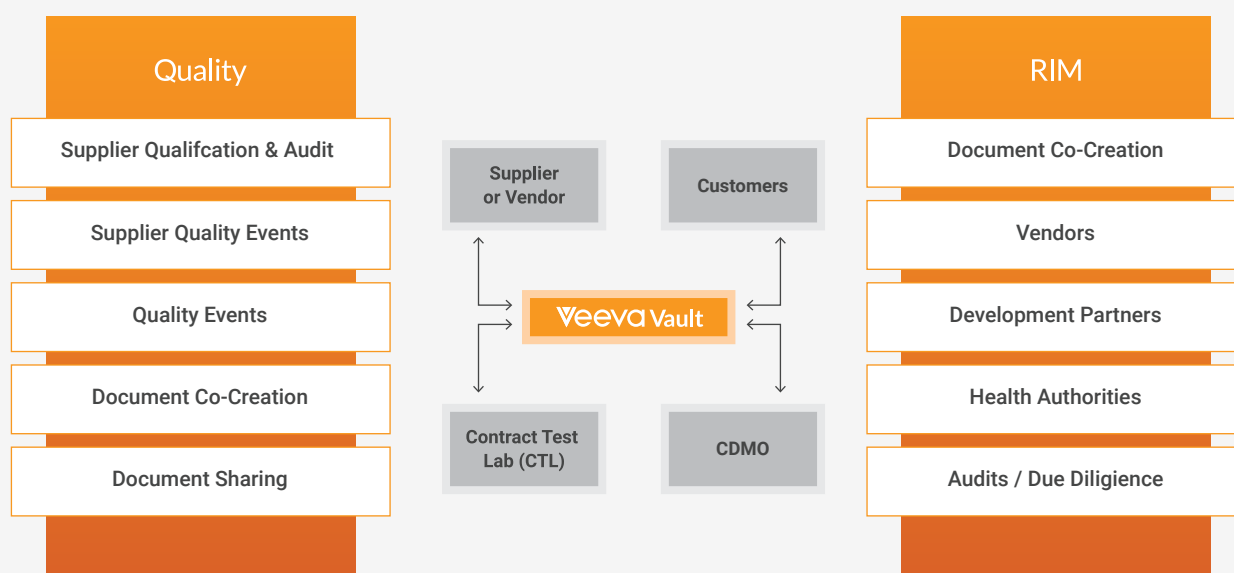 Quality
Supplier Qualifcation & Audit
Supplier Quality Events
Quality Events
Document Co-Creation
Document Sharing
Supplier
or Vendor
Customers
Veeva Vault
Contract Test
Lab (CTL)
CDMO
RIM
Document Co-Creation
Vendors
Development Partners
Health Authorities
Audits / Due Diligience